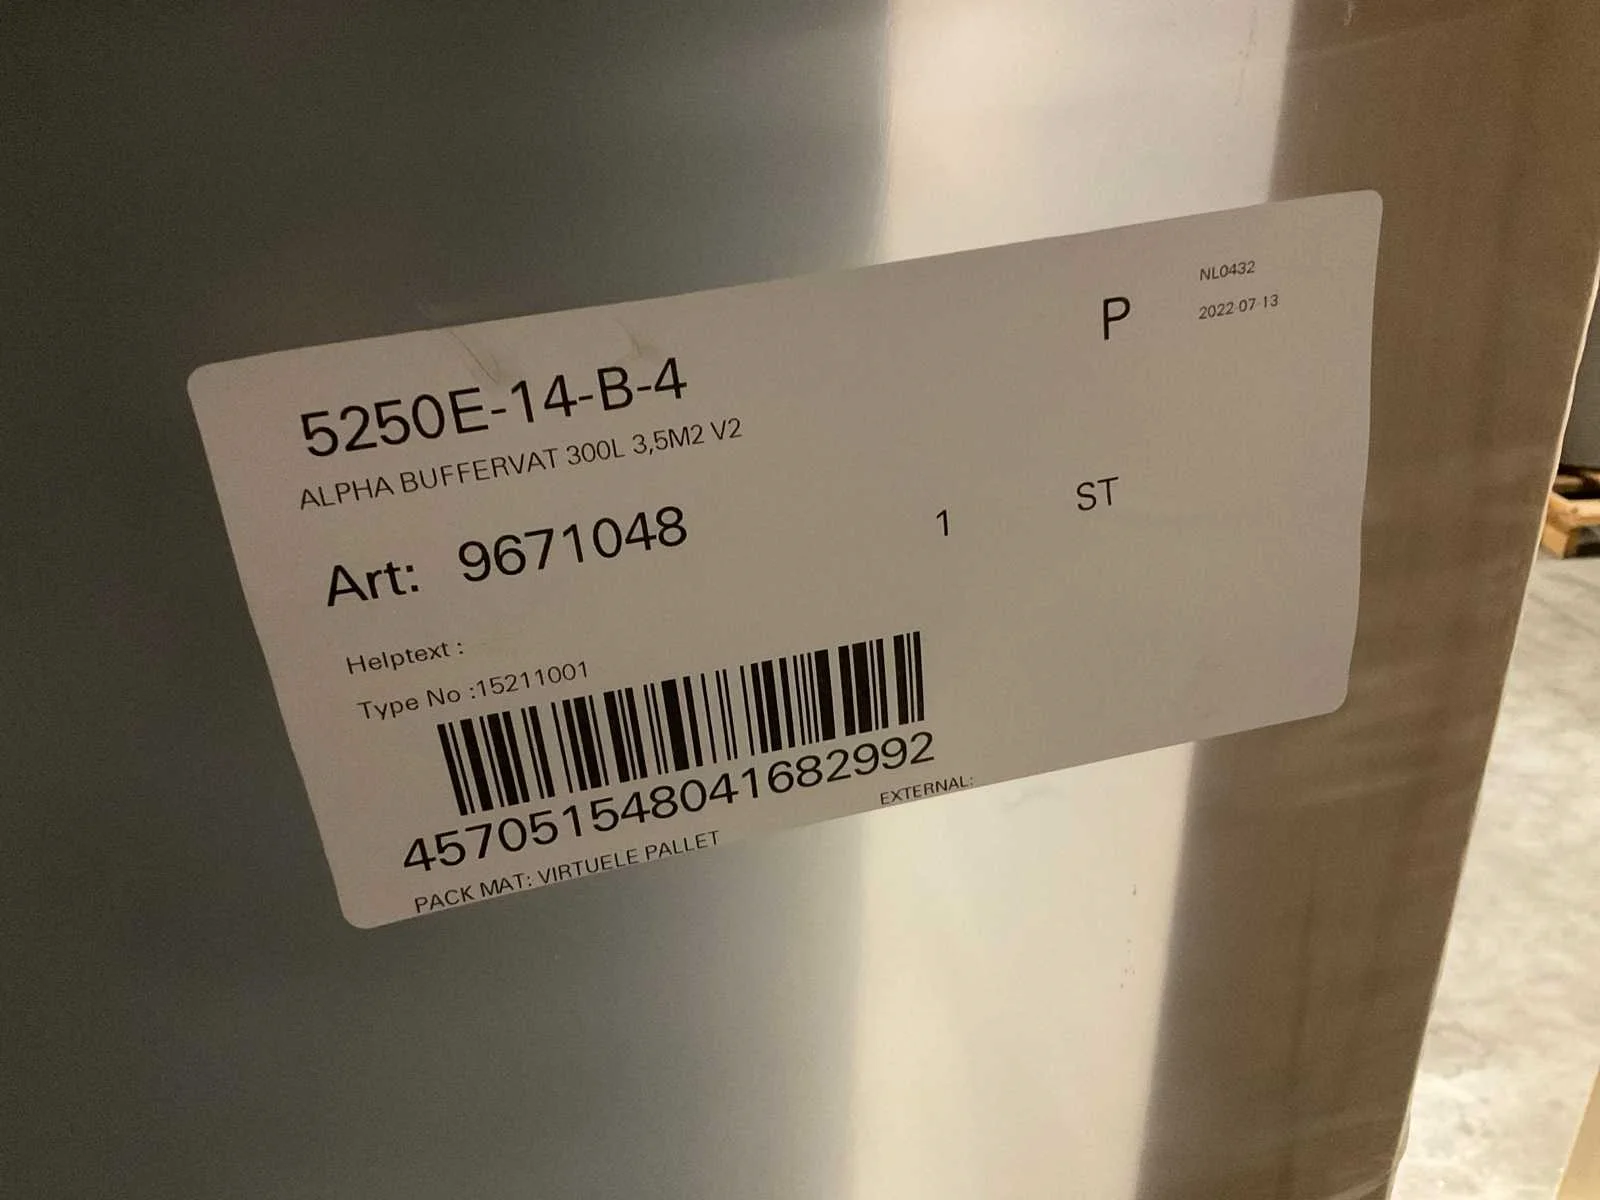 NL0432
P
2022-07-13
5250E-14-B-4
ALPHA BUFFERVAT 300L 3,5M2 V2
Art: 9671048 1 ST
Helptext :
Type No :15211001
457051548041682992
PACK MAT: VIRTUELE PALLET
EXTERNAL: